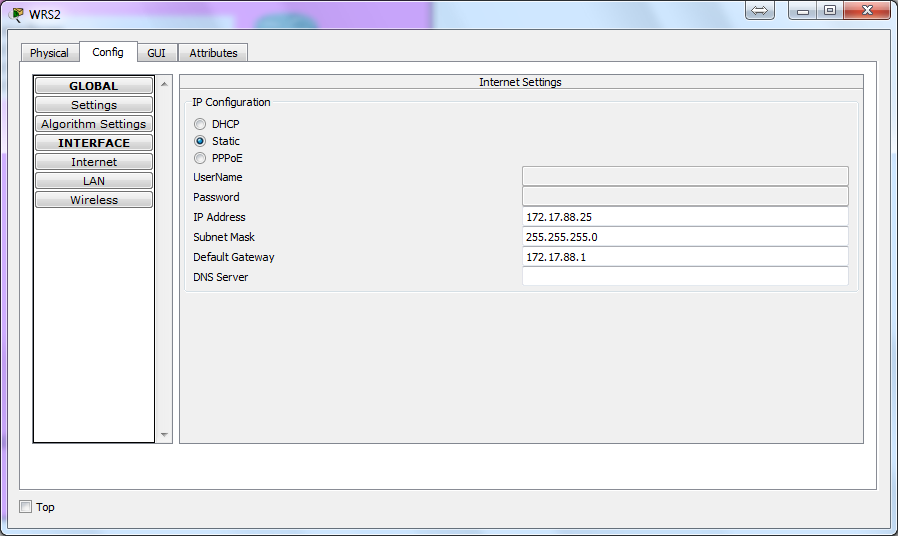 WRS2
Physical Config GUI Attributes
GLOBAL
Settings
Algorithm Settings
INTERFACE
Internet
LAN
Wireless
Internet Settings
IP Configuration
DHCP
Static
PPPoE
UserName
Password
IP Address 172.17.88.25
Subnet Mask 255.255.255.0
Default Gateway 172.17.88.1
DNS Server
Top